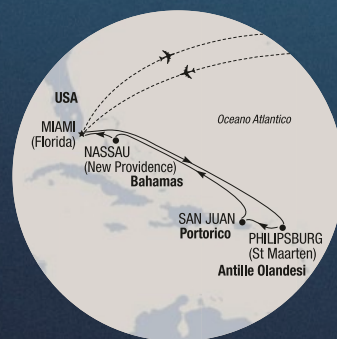 USA
Oceano Atlantico
MIAMI
(Florida)
NASSAU
(New Providence)
Bahamas
SAN JUAN
Portorico
PHILIPSBURG
(St Maarten)
Antille Olandesi